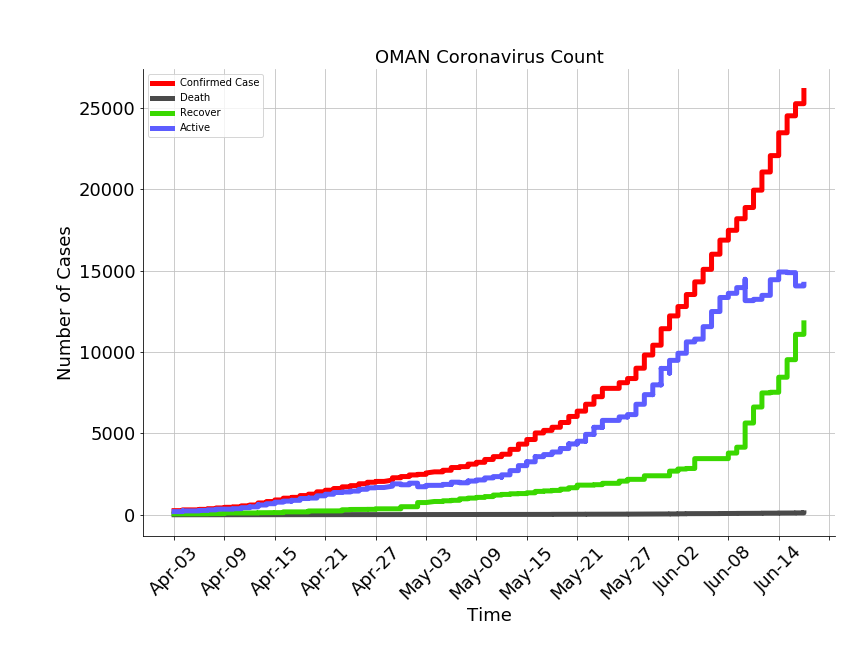 OMAN Coronavirus Count
Confirmed Case
Death
Recover
Active
25000
20000
15000
10000
5000
0
Number of Cases
Apr-03
Apr-09
Apr-15
Apr-21
Apr-27
May-03
May-09
May-15
May-21
May-27
Jun-02
Jun-08
Jun-14
Time